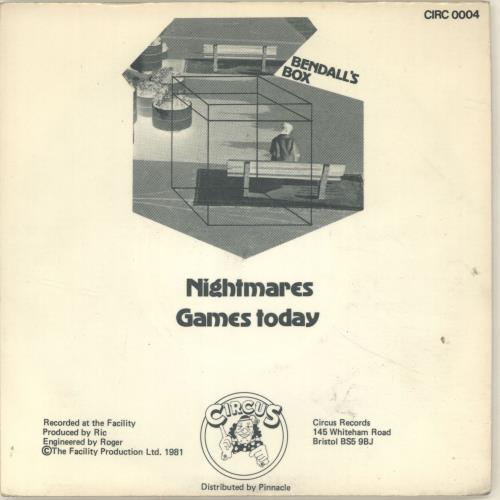 CIRC 0004
BENDALL'S
BOX
Nightmares
Games today
CIRCUS
Recorded at the Facility
Produced by Ric
Engineered by Roger
©The Facility Production Ltd. 1981
Circus Records
145 Whiteham Road
Bristol BS5 9BJ
Distributed by Pinnacle